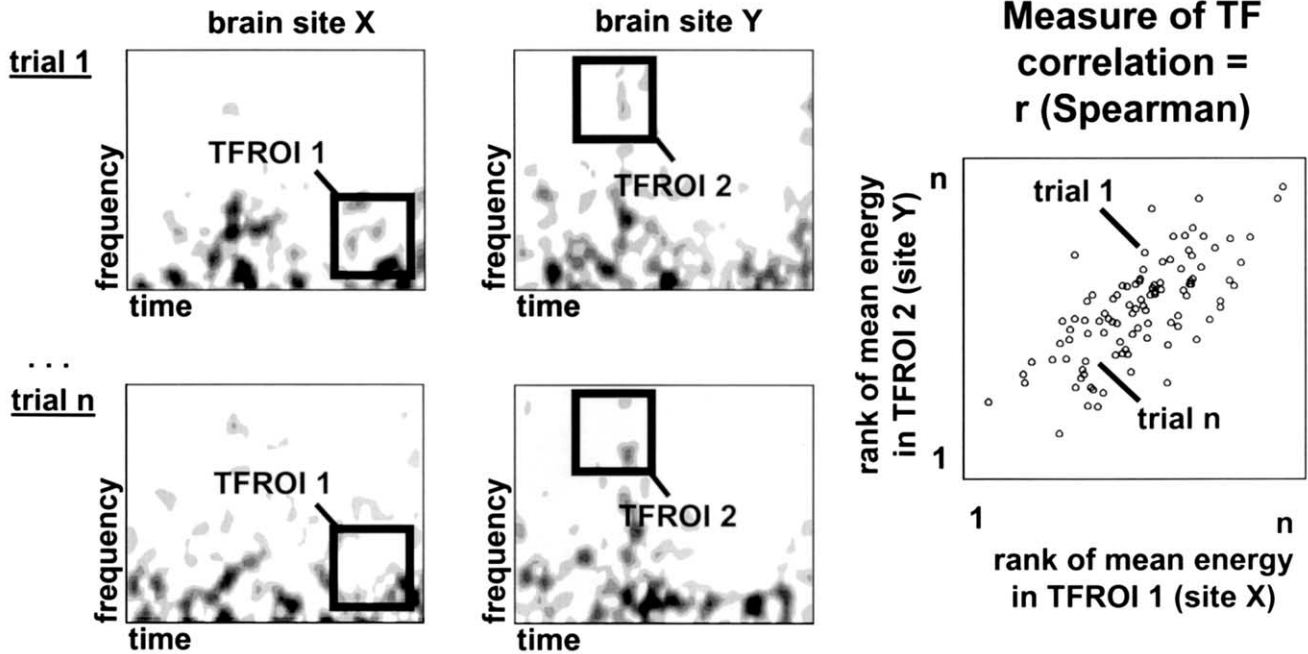 brain site X
brain site Y
trial 1
TFROI 1
TFROI 2
frequency
frequency
time
time
...
trial n
TFROI 1
TFROI 2
frequency
frequency
time
time
Measure of TF
correlation =
r (Spearman)
n
trial 1
rank of mean energy
in TFROI 2 (site Y)
trial n
1
1
n
rank of mean energy
in TFROI 1 (site X)